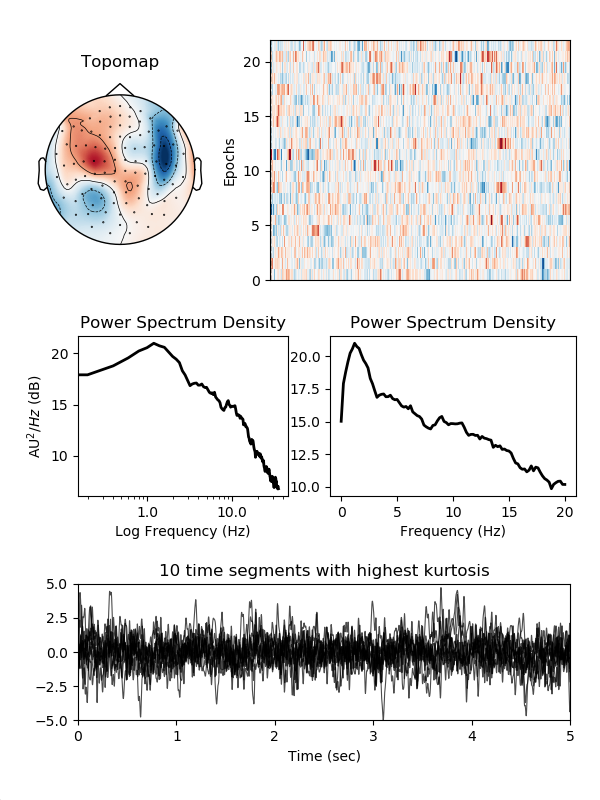 Topomap
Epochs
20
15
10
5
0
Power Spectrum Density
AU²/Hz (dB)
20
15
10
1.0 10.0
Log Frequency (Hz)
Power Spectrum Density
20.0
17.5
15.0
12.5
10.0
0 5 10 15 20
Frequency (Hz)
10 time segments with highest kurtosis
5.0
2.5
0.0
−2.5
−5.0
0 1 2 3 4 5
Time (sec)